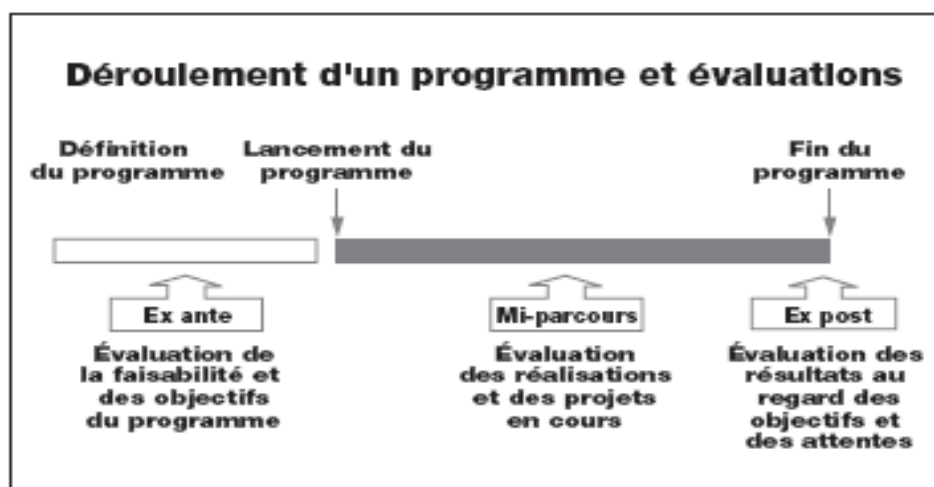 Déroulement d'un programme et évaluations
Définition
du programme
Lancement du
programme
Fin du
programme
Ex ante
Mi-parcours
Ex post
Évaluation de
la faisabilité et
des objectifs
du programme
Évaluation
des réalisations
et des projets
en cours
Évaluation des
résultats au
regard des
objectifs et
des attentes